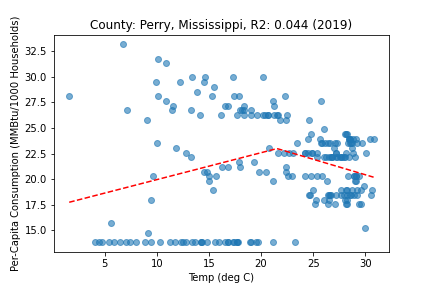 County: Perry, Mississippi, R2: 0.044 (2019)
Per-Capita Consumption (MMBtu/1000 Households)
32.5
30.0
27.5
25.0
22.5
20.0
17.5
15.0
5 10 15 20 25 30
Temp (deg C)